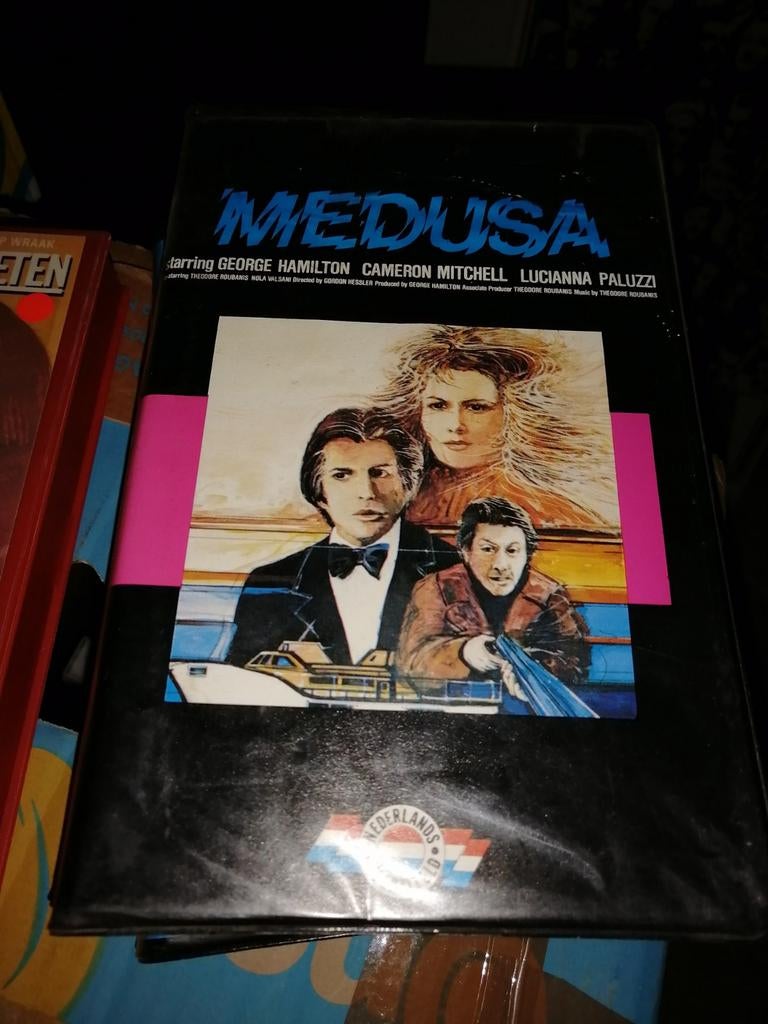 MEDUSA
starring GEORGE HAMILTON CAMERON MITCHELL LUCIANNA PALUZZI
starring THEODORE ROUBANIS NOLA VALSANI Directed by GORDON HESSLER Produced by GEORGE HAMILTON Associate Producer THEODORE ROUBANIS Music by THEODORE ROUBANIS
P WRAAK
ETEN
NEDERLANDS